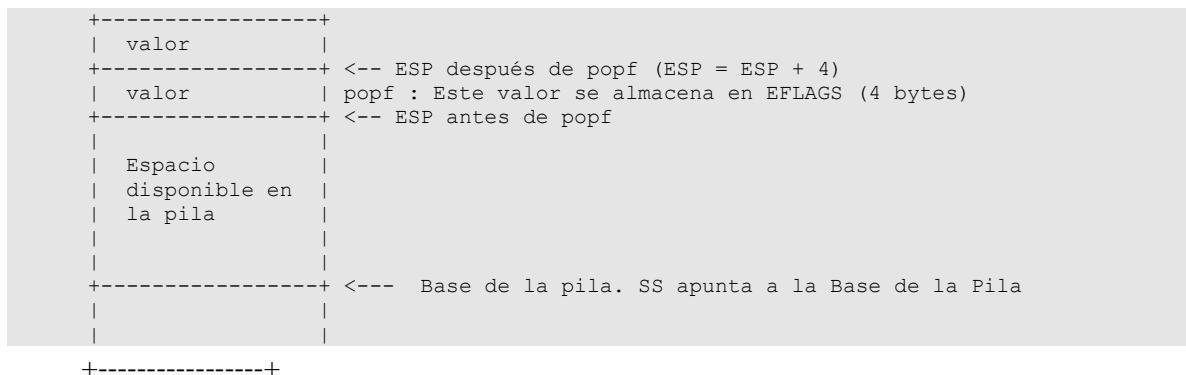 +-----------------+
|  valor          |
+-----------------+ <-- ESP después de popf (ESP = ESP + 4)
|  valor          | popf : Este valor se almacena en EFLAGS (4 bytes)
+-----------------+ <-- ESP antes de popf
|                 |
|  Espacio        |
|  disponible en  |
|  la pila        |
|                 |
|                 |
+-----------------+ <---  Base de la pila. SS apunta a la Base de la Pila
|                 |
|                 |
+-----------------+